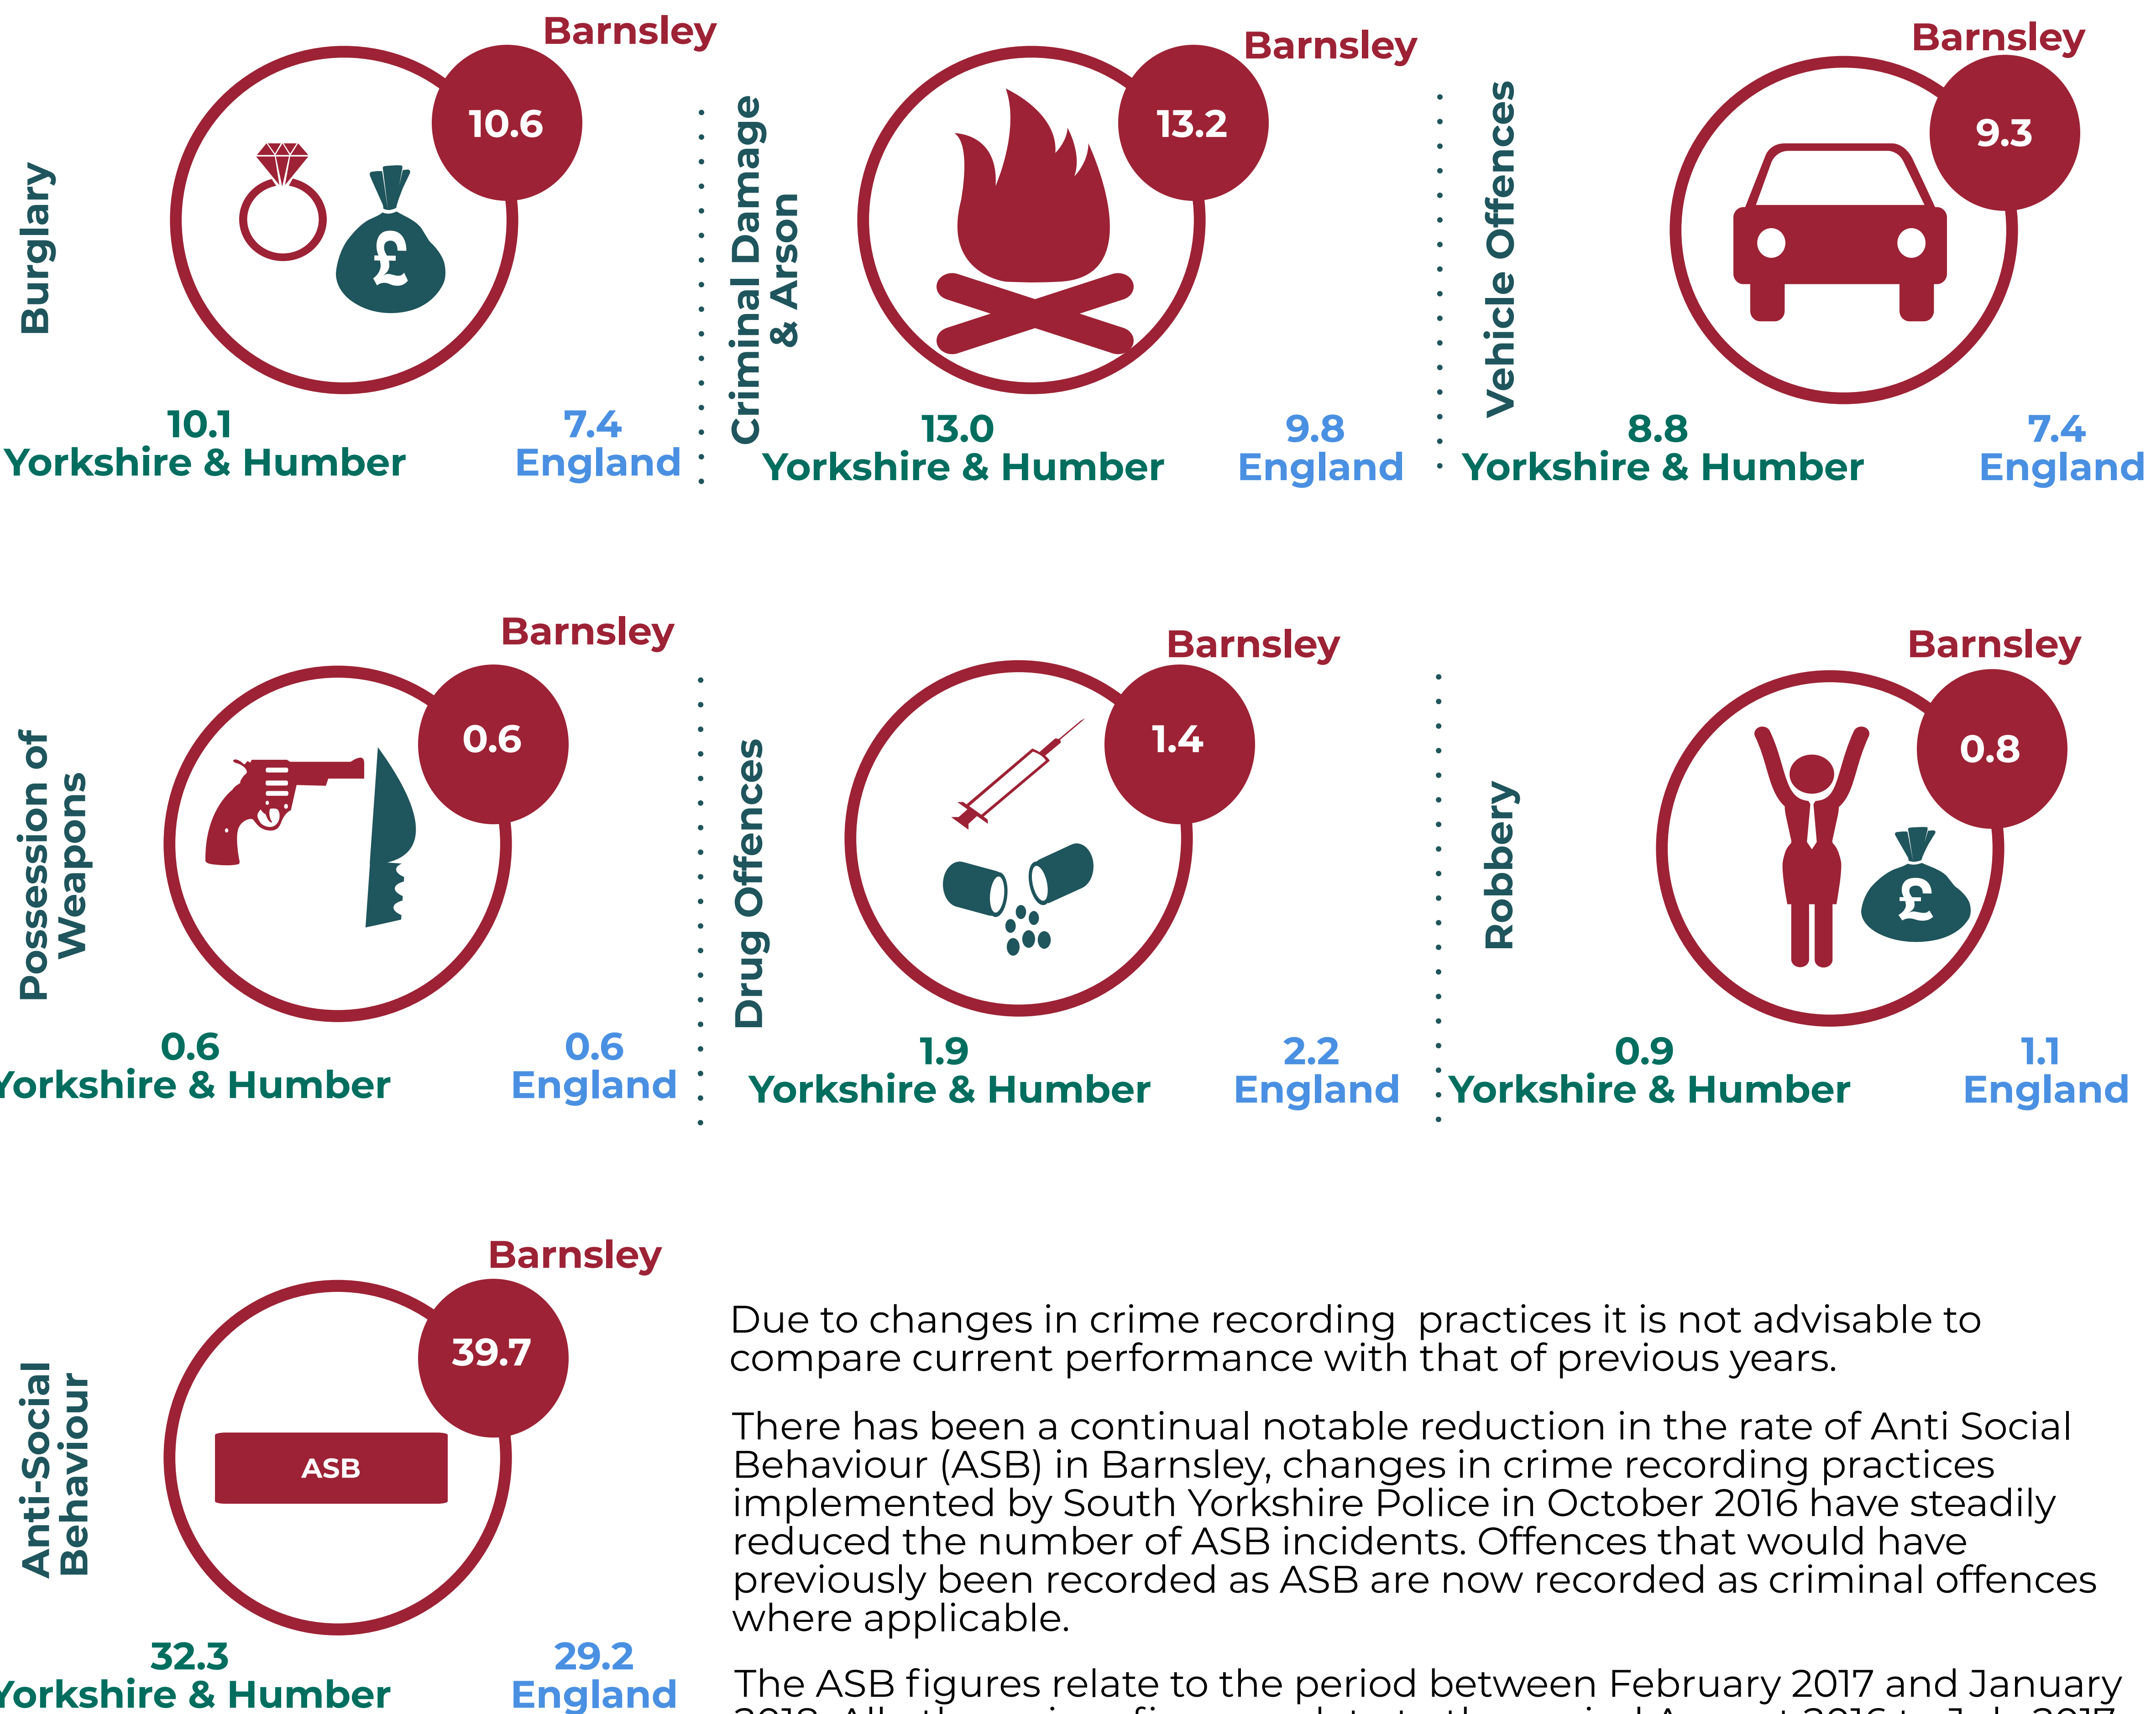 Barnsley
10.6
Burglary
£
10.1
Yorkshire & Humber
7.4
England
Barnsley
13.2
Criminal Damage
& Arson
13.0
Yorkshire & Humber
9.8
England
Barnsley
9.3
Vehicle Offences
8.8
Yorkshire & Humber
7.4
England
Barnsley
0.6
Possession of
Weapons
0.6
Yorkshire & Humber
0.6
England
Barnsley
1.4
Drug Offences
1.9
Yorkshire & Humber
2.2
England
Barnsley
0.8
Robbery
£
0.9
Yorkshire & Humber
1.1
England
Barnsley
39.7
Anti-Social
Behaviour
ASB
32.3
Yorkshire & Humber
29.2
England
Due to changes in crime recording practices it is not advisable to
compare current performance with that of previous years.
There has been a continual notable reduction in the rate of Anti Social
Behaviour (ASB) in Barnsley, changes in crime recording practices
implemented by South Yorkshire Police in October 2016 have steadily
reduced the number of ASB incidents. Offences that would have
previously been recorded as ASB are now recorded as criminal offences
where applicable.
The ASB figures relate to the period between February 2017 and January